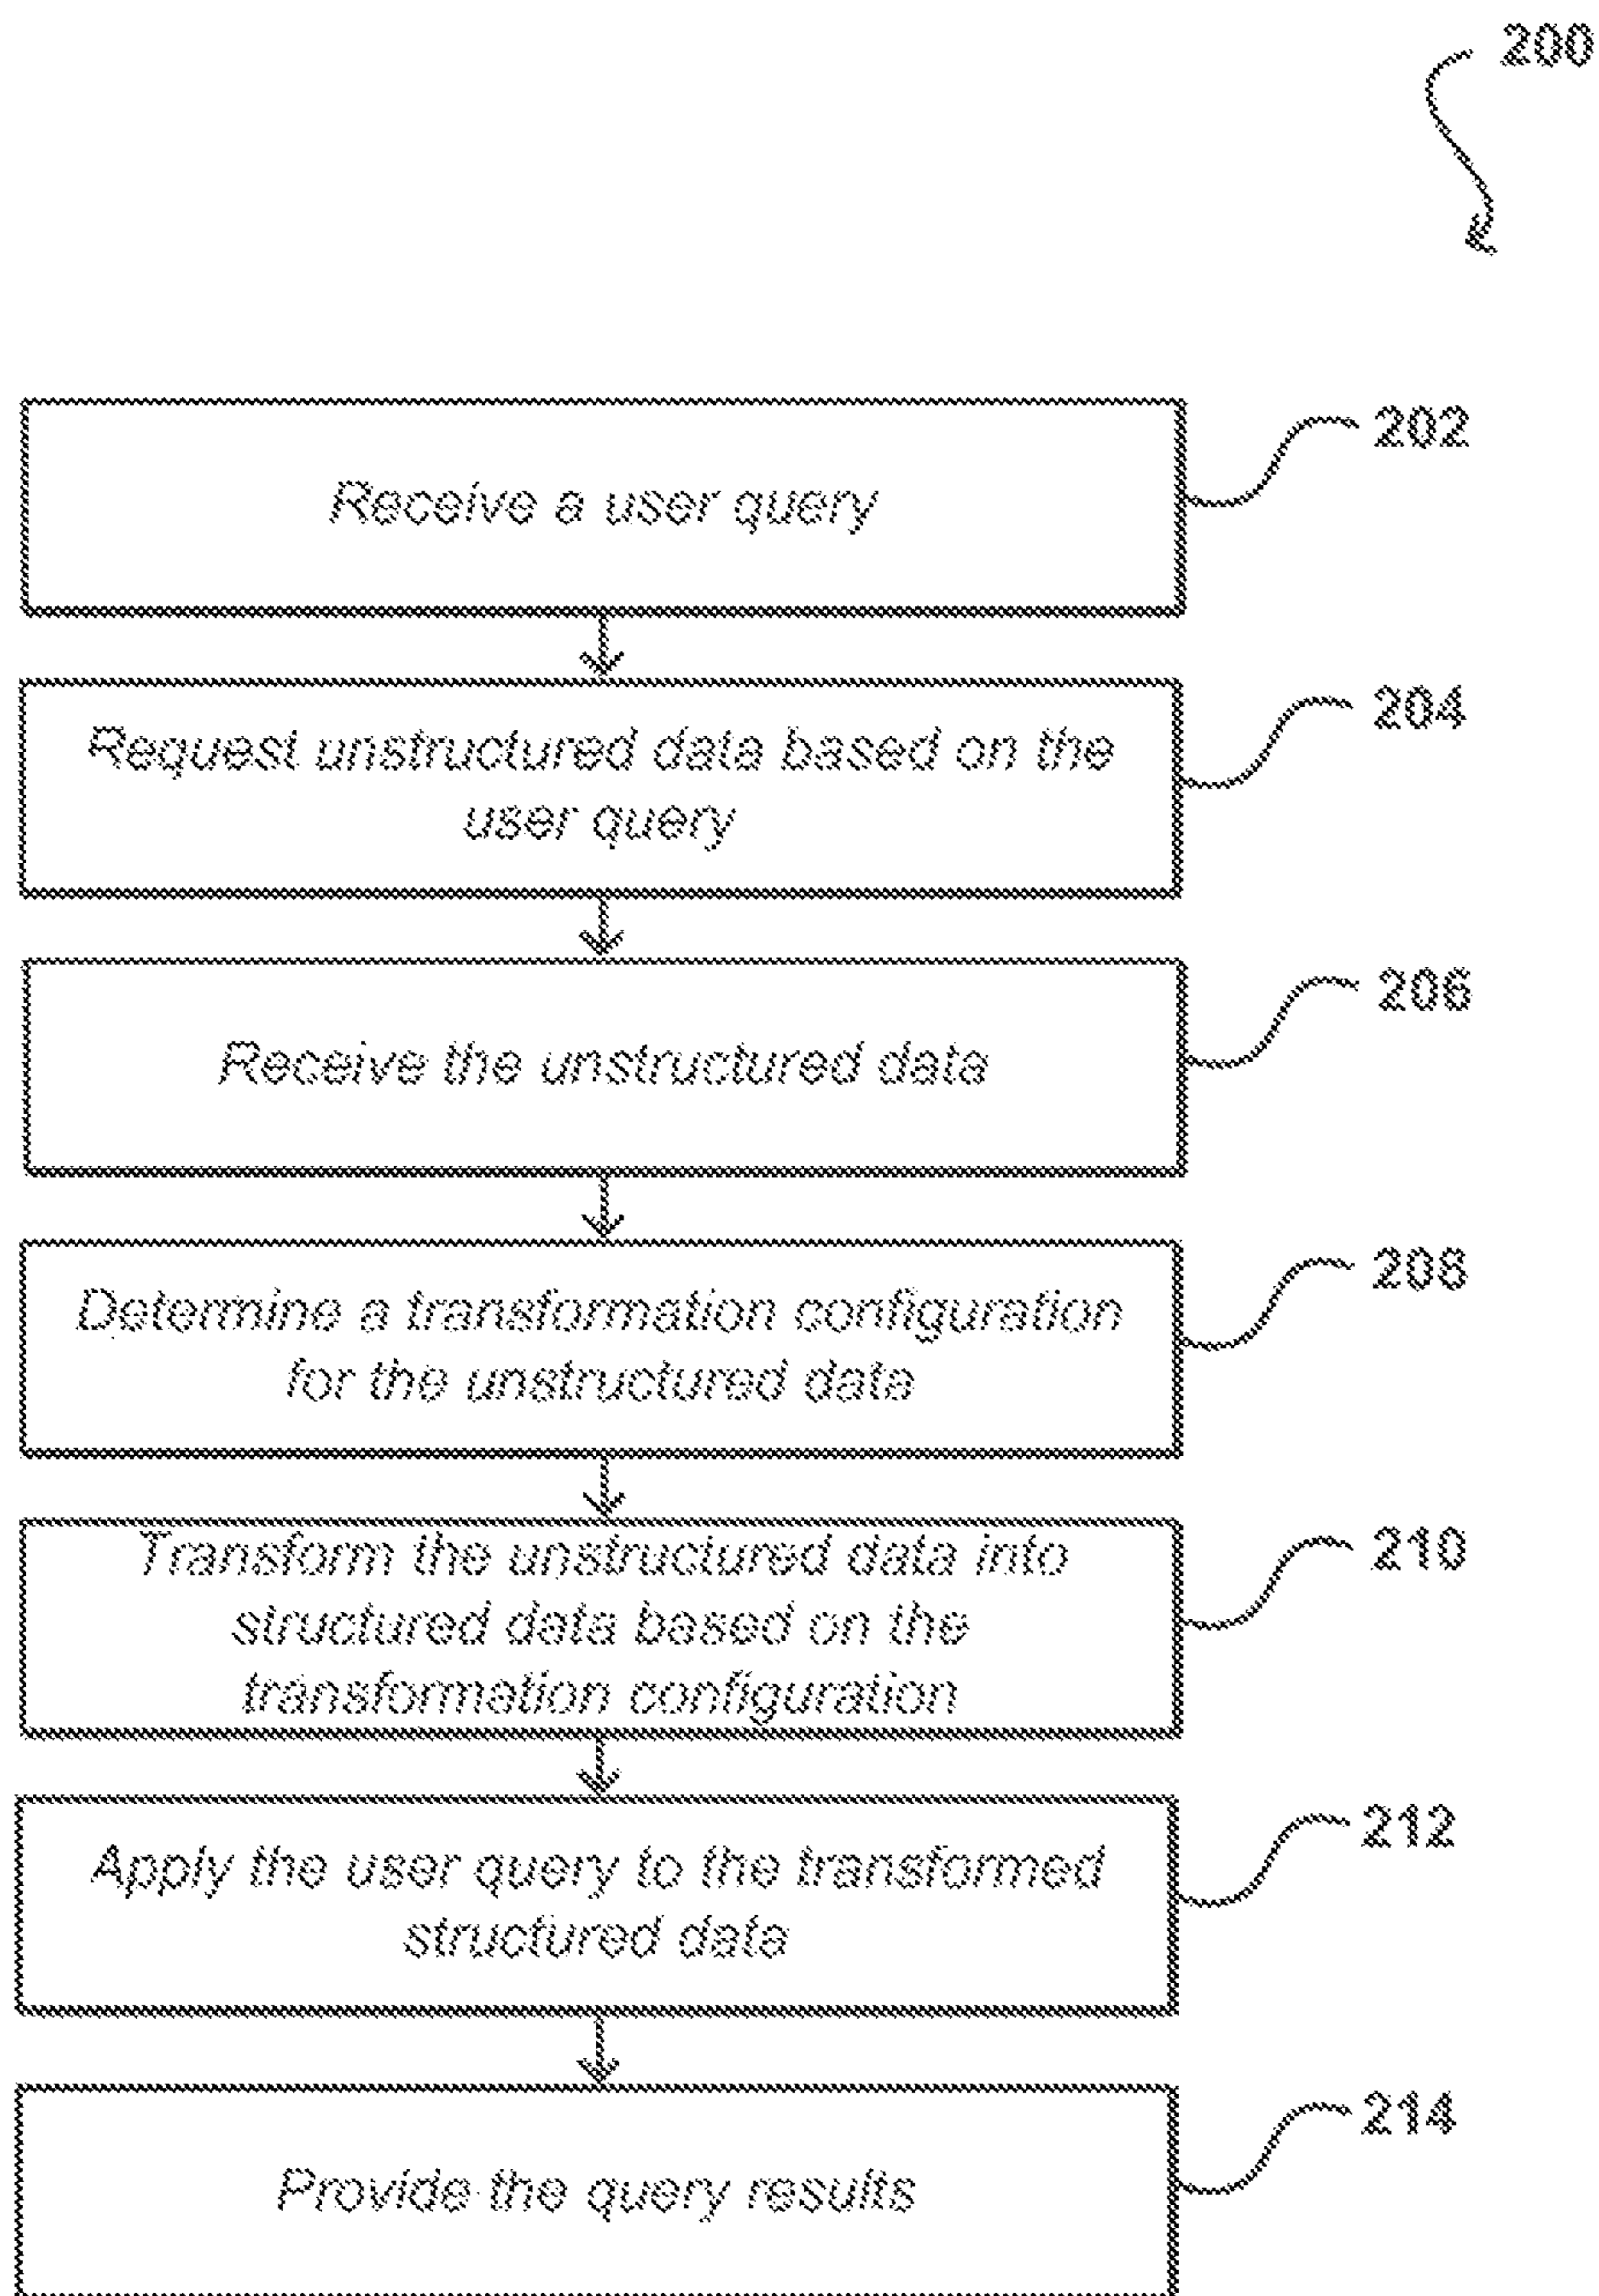 200
Receive a user query
202
Request unstructured data based on the
user query
204
Receive the unstructured data
206
Determine a transformation configuration
for the unstructured data
208
Transform the unstructured data into
structured data based on the
transformation configuration
210
Apply the user query to the transformed
structured data
212
Provide the query results
214